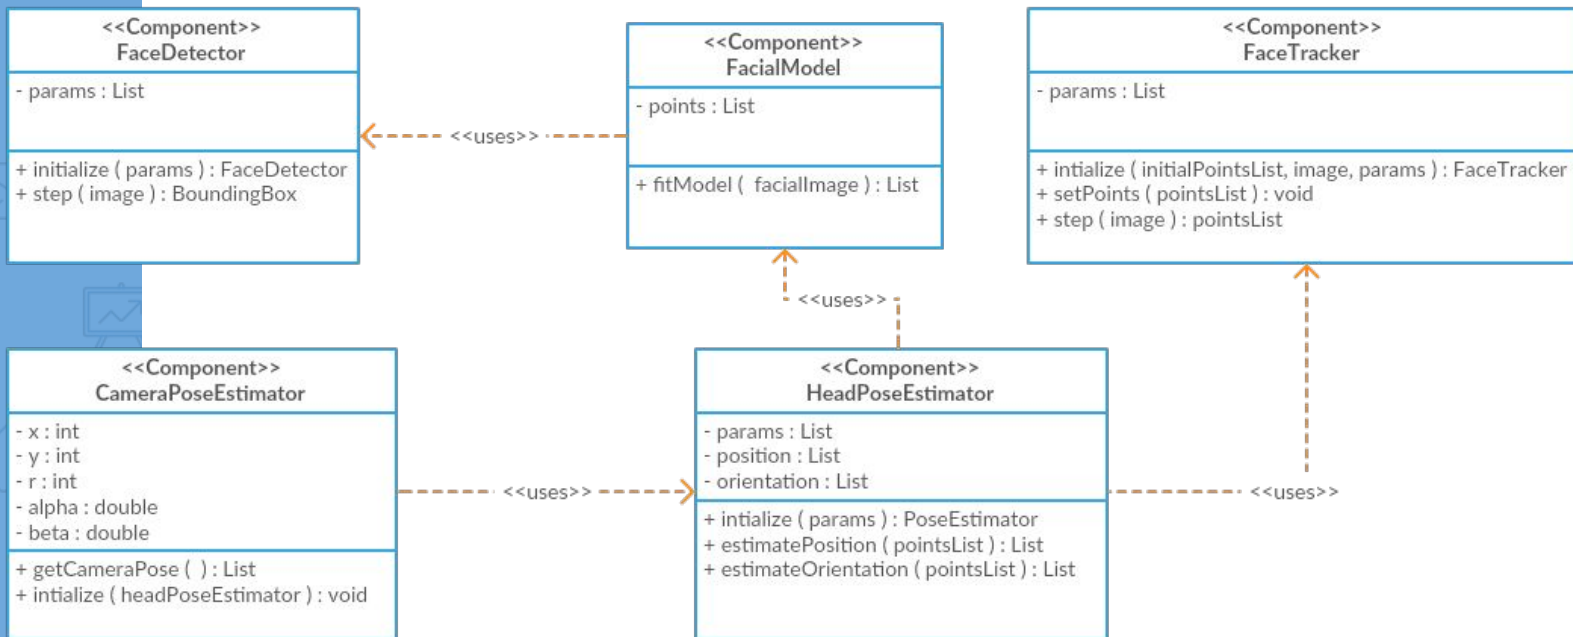 <<Component>>
FaceDetector
- params : List
+ initialize ( params ) : FaceDetector
+ step ( image ) : BoundingBox
<<uses>>
<<Component>>
FacialModel
- points : List
+ fitModel ( facialImage ) : List
<<Component>>
FaceTracker
- params : List
+ intialize ( initialPointsList, image, params ) : FaceTracker
+ setPoints ( pointsList ) : void
+ step ( image ) : pointsList
<<uses>>
<<Component>>
CameraPoseEstimator
- x : int
- y : int
- r : int
- alpha : double
- beta : double
+ getCameraPose ( ) : List
+ intialize ( headPoseEstimator ) : void
<<uses>>
<<Component>>
HeadPoseEstimator
- params : List
- position : List
- orientation : List
+ intialize ( params ) : PoseEstimator
+ estimatePosition ( pointsList ) : List
+ estimateOrientation ( pointsList ) : List
<<uses>>